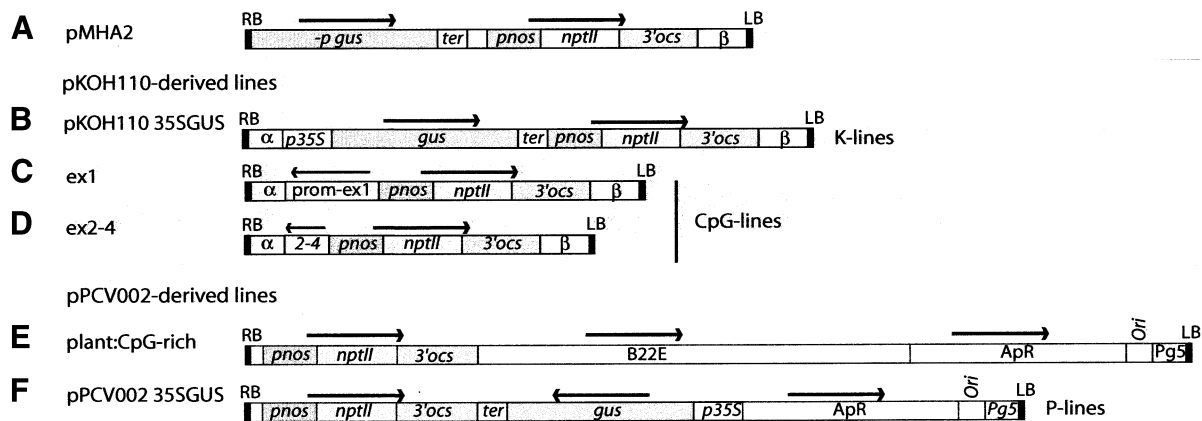 A pMHA2 RB LB
-p gus ter pnos nptII 3'ocs β
pKOH110-derived lines
B pKOH110 35SGUS RB LB
α p35S gus ter pnos nptII 3'ocs β K-lines
C ex1 RB LB
α prom-ex1 pnos nptII 3'ocs β
CpG-lines
D ex2-4 RB LB
α 2-4 pnos nptII 3'ocs β
pPCV002-derived lines
E plant:CpG-rich RB Ori LB
pnos nptII 3'ocs B22E ApR Pg5
F pPCV002 35SGUS RB Ori LB
pnos nptII 3'ocs ter gus p35S ApR Pg5 P-lines